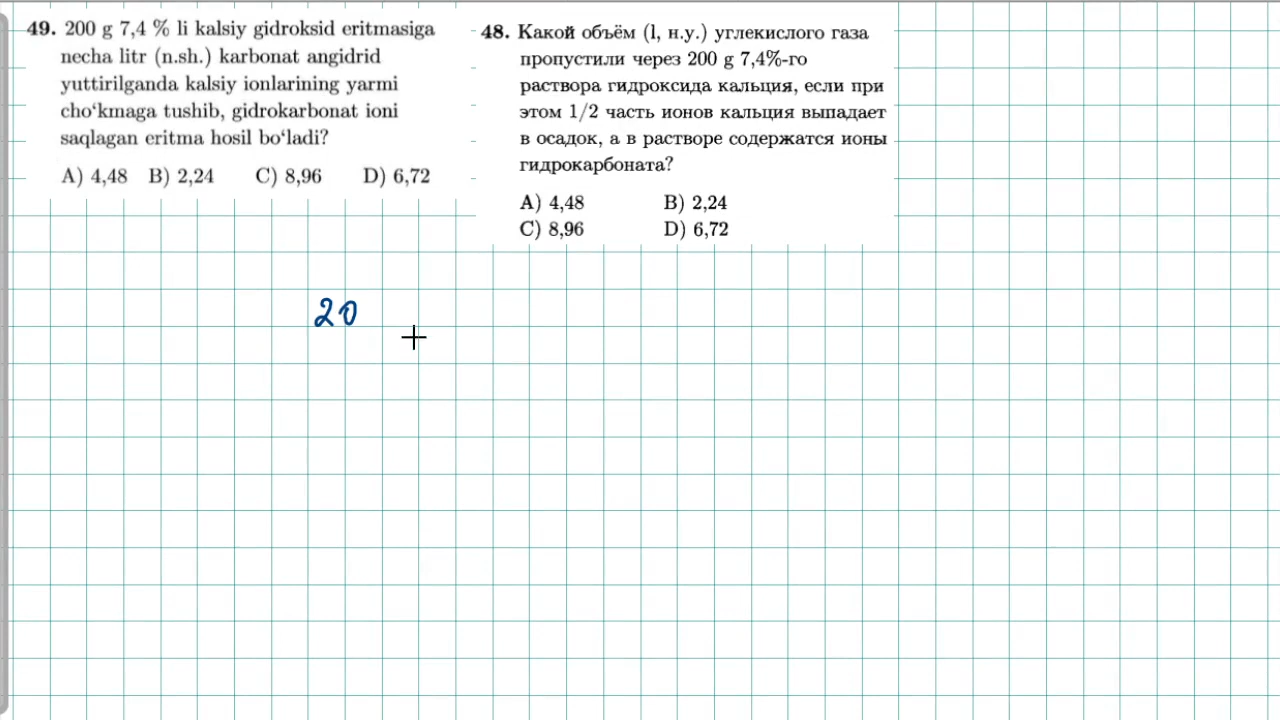 49. 200 g 7,4 % li kalsiy gidroksid eritmasiga
necha litr (n.sh.) karbonat angidrid
yuttirilganda kalsiy ionlarining yarmi
cho‘kmaga tushib, gidrokarbonat ioni
saqlagan eritma hosil bo‘ladi?
A) 4,48 B) 2,24 C) 8,96 D) 6,72
48. Какой объём (l, н.у.) углекислого газа
пропустили через 200 g 7,4%-го
раствора гидроксида кальция, если при
этом 1/2 часть ионов кальция выпадает
в осадок, а в растворе содержатся ионы
гидрокарбоната?
A) 4,48 B) 2,24
C) 8,96 D) 6,72
20